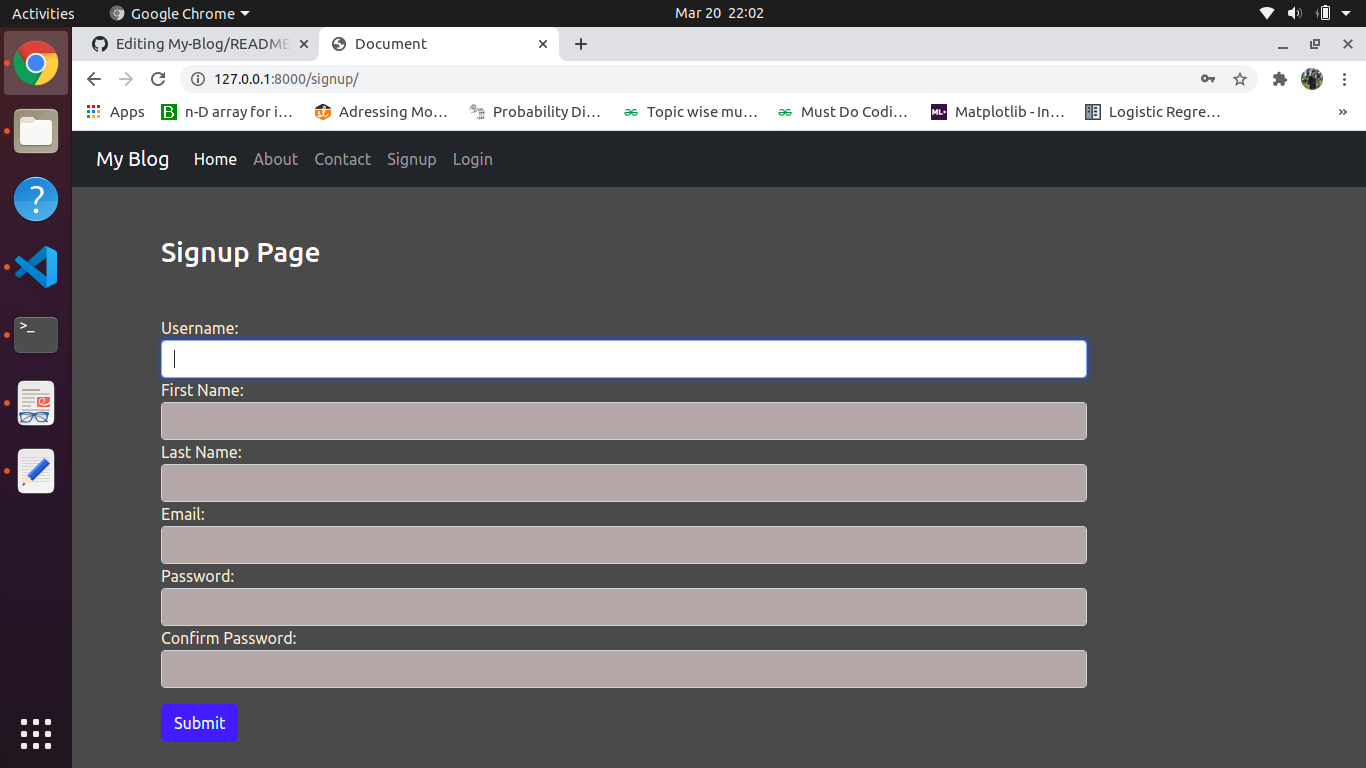 Activities Google Chrome Mar 20 22:02
Editing My-Blog/README Document
127.0.0.1:8000/signup/
Apps n-D array for i… Adressing Mo… Probability Di… Topic wise mu… Must Do Codi… ML• Matplotlib - In… Logistic Regre… »
My Blog Home About Contact Signup Login
Signup Page
Username:
First Name:
Last Name:
Email:
Password:
Confirm Password:
Submit